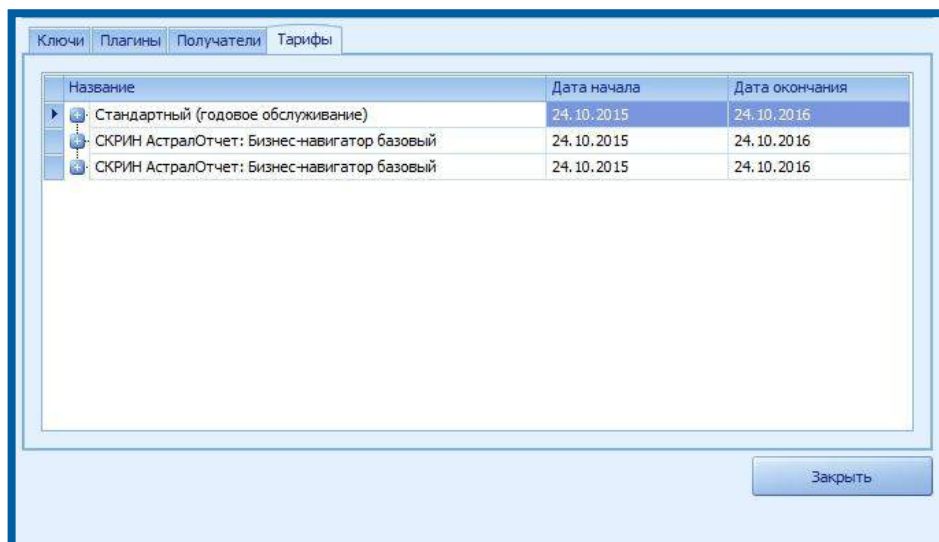 Ключи Плагины Получатели Тарифы
Название Дата начала Дата окончания
Стандартный (годовое обслуживание) 24.10.2015 24.10.2016
СКРИН АстралОтчет: Бизнес-навигатор базовый 24.10.2015 24.10.2016
СКРИН АстралОтчет: Бизнес-навигатор базовый 24.10.2015 24.10.2016
Закрыть